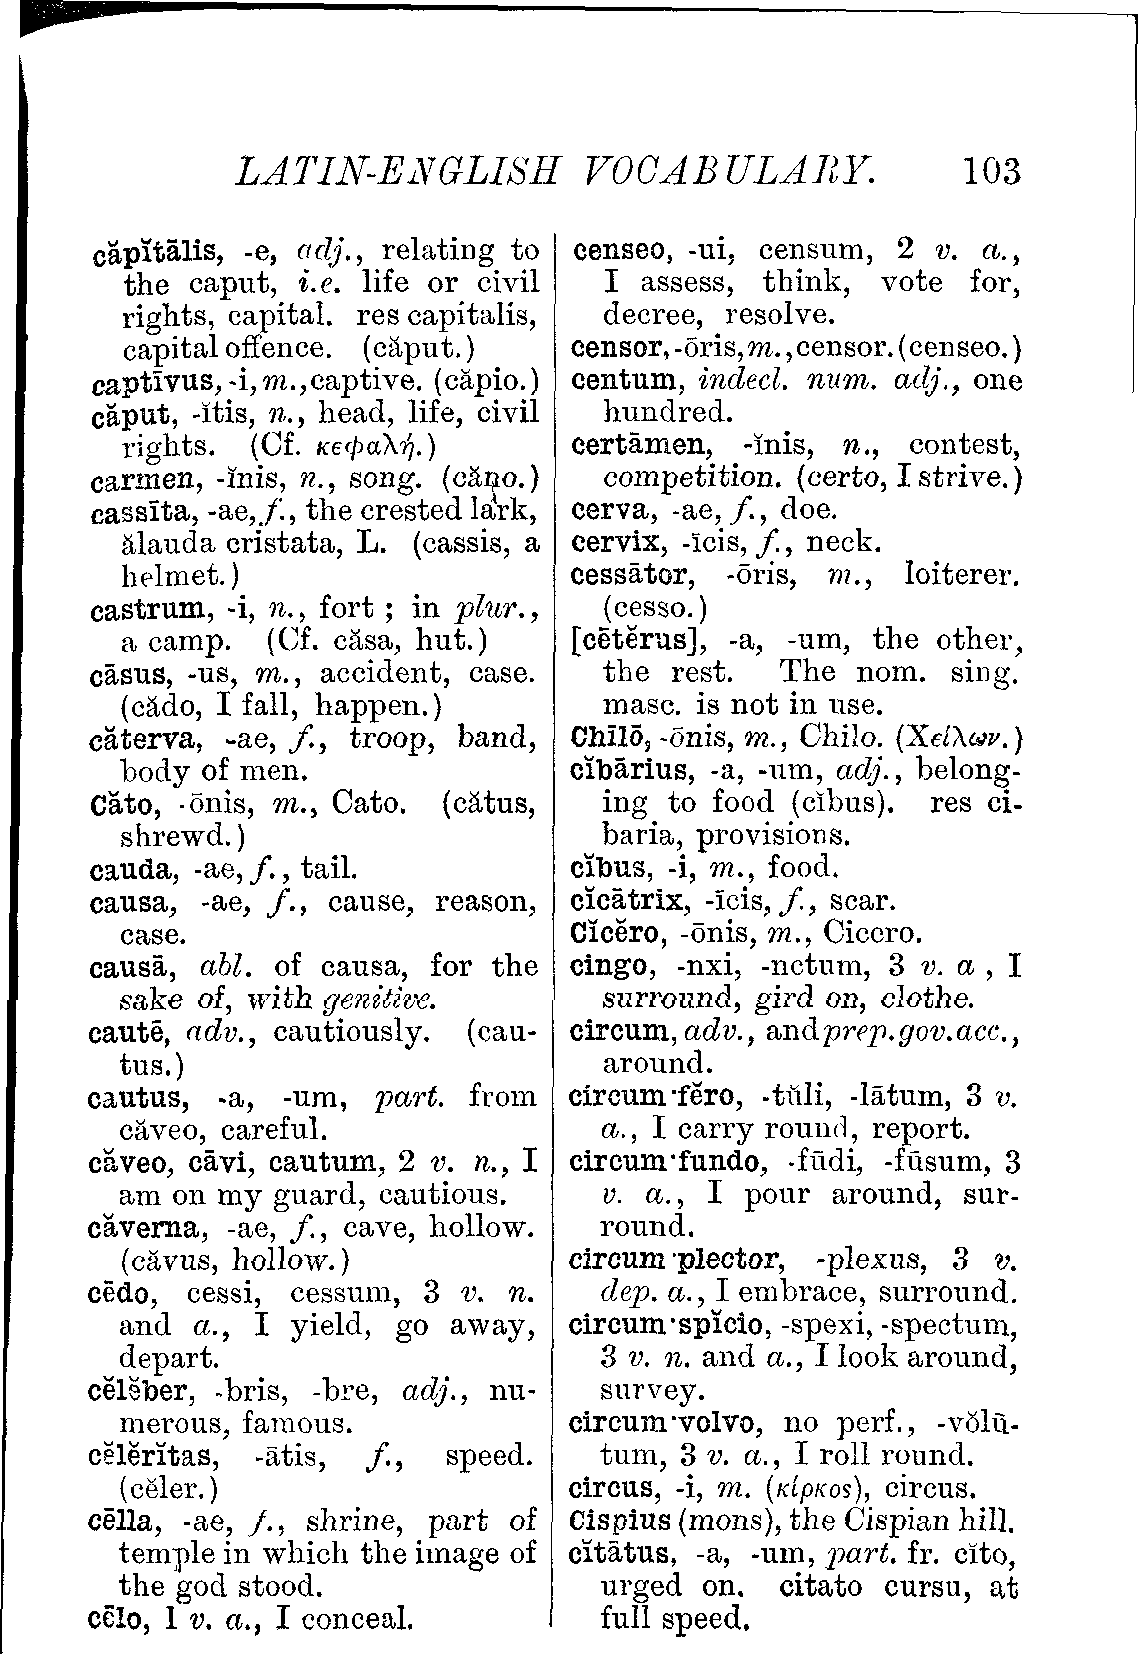 LATIN-ENGLISH VOCABULARY. 103
căpĭtālis, -e, adj., relating to
the caput, i.e. life or civil
rights, capital. res capitalis,
capital offence. (căput.)
captīvus, -i, m., captive. (căpio.)
căput, -ĭtis, n., head, life, civil
rights. (Cf. κεφαλή.)
carmen, -ĭnis, n., song. (căno.)
cassīta, -ae, f., the crested lark,
ălauda cristata, L. (cassis, a
helmet.)
castrum, -i, n., fort ; in plur.,
a camp. (Cf. căsa, hut.)
cāsus, -us, m., accident, case.
(cădo, I fall, happen.)
căterva, -ae, f., troop, band,
body of men.
Căto, -ōnis, m., Cato. (cătus,
shrewd.)
cauda, -ae, f., tail.
causa, -ae, f., cause, reason,
case.
causā, abl. of causa, for the
sake of, with genitive.
cautē, adv., cautiously. (cau-
tus.)
cautus, -a, -um, part. from
căveo, careful.
căveo, cāvi, cautum, 2 v. n., I
am on my guard, cautious.
căverna, -ae, f., cave, hollow.
(căvus, hollow.)
cēdo, cessi, cessum, 3 v. n.
and a., I yield, go away,
depart.
cĕlĕber, -bris, -bre, adj., nu-
merous, famous.
cĕlĕrĭtas, -ātis, f., speed.
(cĕler.)
cēlla, -ae, f., shrine, part of
temple in which the image of
the god stood.
cēlo, 1 v. a., I conceal.
censeo, -ui, censum, 2 v. a.,
I assess, think, vote for,
decree, resolve.
censor, -ōris, m., censor. (censeo.)
centum, indecl. num. adj., one
hundred.
certāmen, -ĭnis, n., contest,
competition. (certo, I strive.)
cerva, -ae, f., doe.
cervix, -īcis, f., neck.
cessātor, -ōris, m., loiterer.
(cesso.)
[cētĕrus], -a, -um, the other,
the rest. The nom. sing.
masc. is not in use.
Chīlō, -ōnis, m., Chilo. (Χείλων.)
cĭbārius, -a, -um, adj., belong-
ing to food (cĭbus). res ci-
baria, provisions.
cĭbus, -i, m., food.
cĭcātrix, -īcis, f., scar.
Cĭcĕro, -ōnis, m., Cicero.
cingo, -nxi, -nctum, 3 v. a , I
surround, gird on, clothe.
circum, adv., and prep. gov. acc.,
around.
circum·fĕro, -tŭli, -lātum, 3 v.
a., I carry round, report.
circum·fundo, -fūdi, -fūsum, 3
v. a., I pour around, sur-
round.
circum·plector, -plexus, 3 v.
dep. a., I embrace, surround.
circum·spĭcio, -spexi, -spectum,
3 v. n. and a., I look around,
survey.
circum·volvo, no perf., -vŏlū-
tum, 3 v. a., I roll round.
circus, -i, m. (κίρκος), circus.
Cispius (mons), the Cispian hill.
cĭtātus, -a, -um, part. fr. cĭto,
urged on. citato cursu, at
full speed.